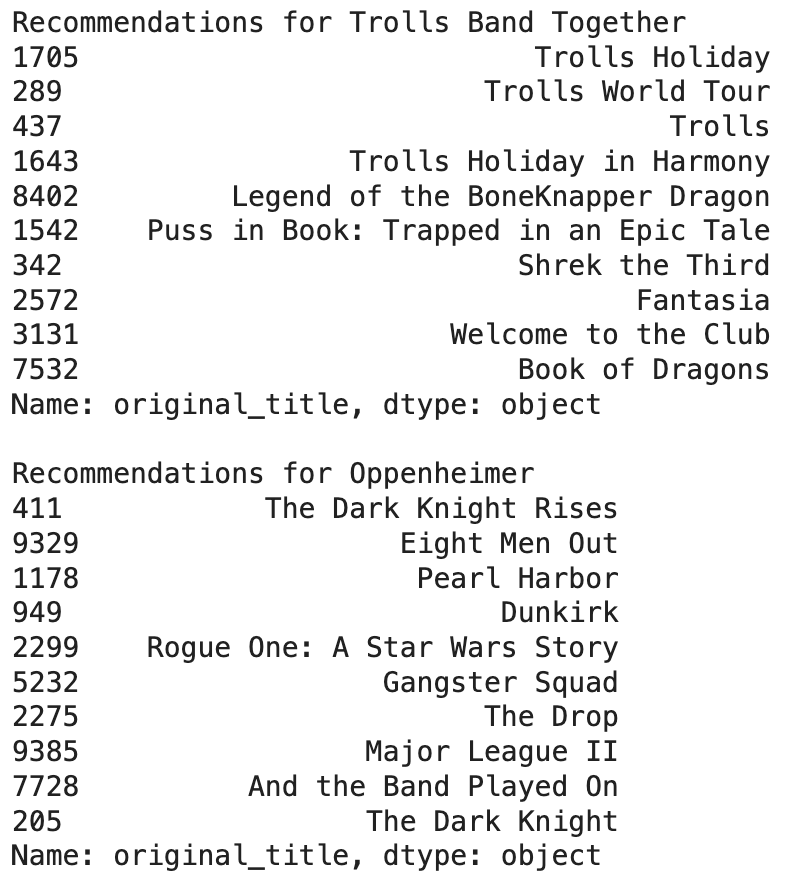 Recommendations for Trolls Band Together
1705                           Trolls Holiday
289                         Trolls World Tour
437                                    Trolls
1643                Trolls Holiday in Harmony
8402         Legend of the BoneKnapper Dragon
1542    Puss in Book: Trapped in an Epic Tale
342                           Shrek the Third
2572                                 Fantasia
3131                      Welcome to the Club
7532                          Book of Dragons
Name: original_title, dtype: object

Recommendations for Oppenheimer
411            The Dark Knight Rises
9329                   Eight Men Out
1178                    Pearl Harbor
949                          Dunkirk
2299    Rogue One: A Star Wars Story
5232                  Gangster Squad
2275                        The Drop
9385                 Major League II
7728          And the Band Played On
205                  The Dark Knight
Name: original_title, dtype: object